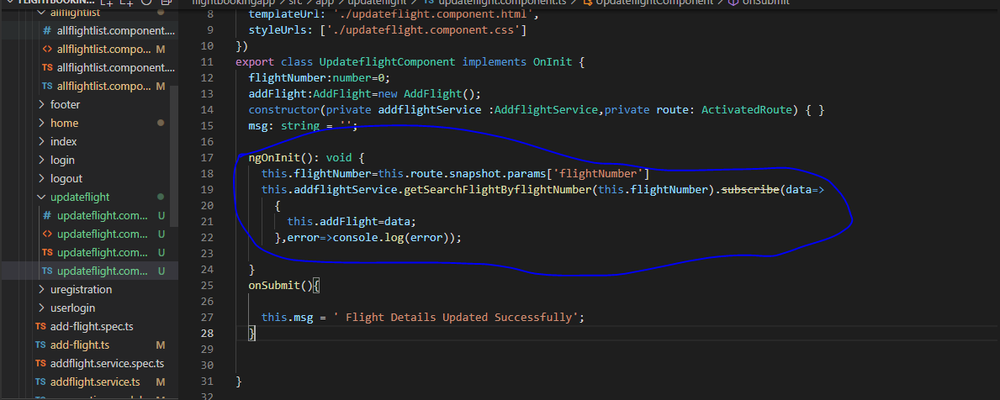 FLIGHTBOOKIN...
flightbookingapp > src > app > updateflight > TS updateflight.component.ts > UpdateflightComponent > onSubmit
allflightlist
# allflightlist.component....
<> allflightlist.compo... M
TS allflightlist.component....
TS allflightlist.compo... M
> footer
> home
> index
> login
> logout
updateflight
# updateflight.com... U
<> updateflight.com... U
TS updateflight.com... U
TS updateflight.com... U
> uregistration
> userlogin
TS add-flight.spec.ts
TS add-flight.ts M
TS addflight.service.spec.ts
TS addflight.service.ts M
8 templateUrl: './updateflight.component.html',
9 styleUrls: ['./updateflight.component.css']
10 })
11 export class UpdateflightComponent implements OnInit {
12 flightNumber:number=0;
13 addFlight:AddFlight=new AddFlight();
14 constructor(private addflightService :AddflightService,private route: ActivatedRoute) { }
15 msg: string = '';
16
17 ngOnInit(): void {
18 this.flightNumber=this.route.snapshot.params['flightNumber']
19 this.addflightService.getSearchFlightByflightNumber(this.flightNumber).subscribe(data=>
20 {
21 this.addFlight=data;
22 },error=>console.log(error));
23
24 }
25 onSubmit(){
26
27 this.msg = ' Flight Details Updated Successfully';
28 }
29
30
31 }
32